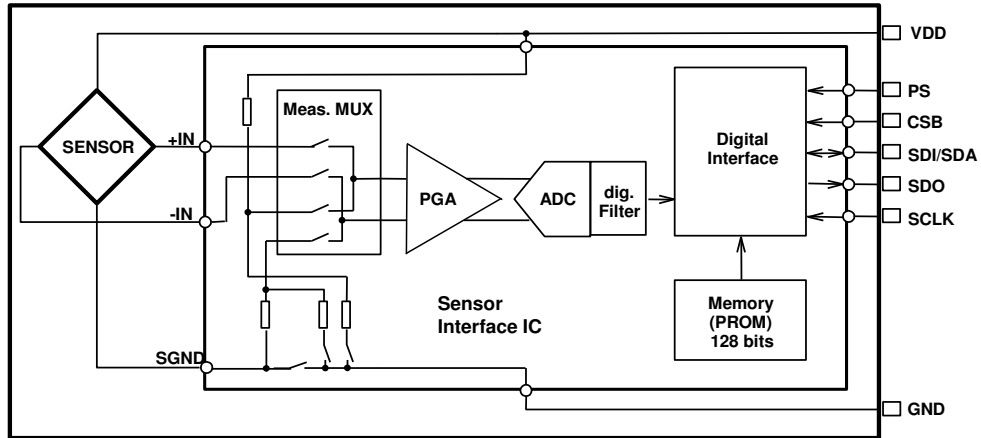 VDD
PS
CSB
SDI/SDA
SDO
SCLK
GND
SENSOR
+IN
-IN
SGND
Meas. MUX
PGA
ADC
dig.
Filter
Digital
Interface
Memory
(PROM)
128 bits
Sensor
Interface IC